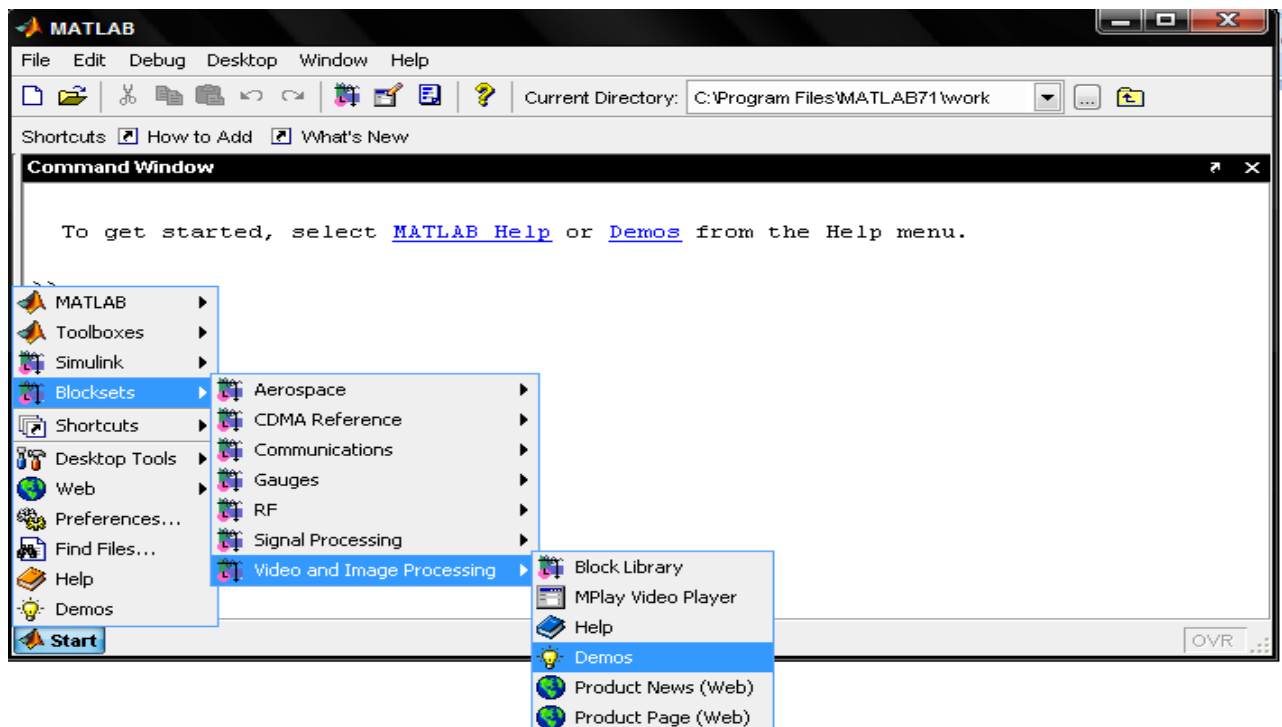 MATLAB
File Edit Debug Desktop Window Help
Current Directory: C:\Program Files\MATLAB71\work ...
Shortcuts How to Add What's New
Command Window
To get started, select MATLAB Help or Demos from the Help menu.
>>
MATLAB
Toolboxes
Simulink
Blocksets
Shortcuts
Desktop Tools
Web
Preferences...
Find Files...
Help
Demos
Start
Aerospace
CDMA Reference
Communications
Gauges
RF
Signal Processing
Video and Image Processing
Block Library
MPlay Video Player
Help
Demos
Product News (Web)
Product Page (Web)
OVR